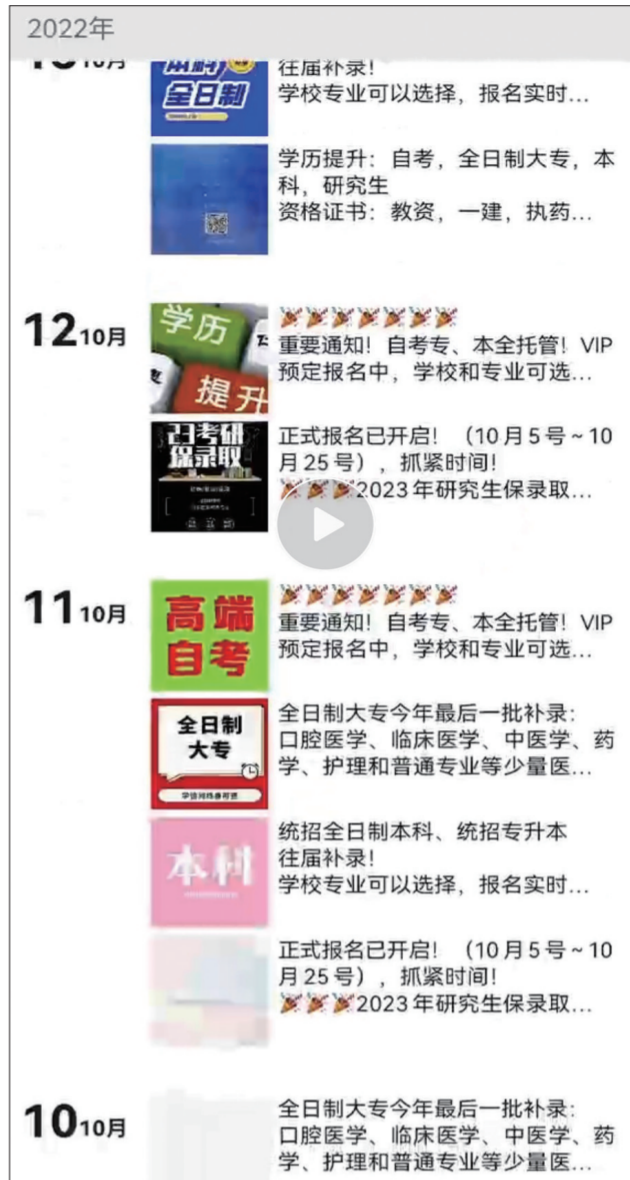 2022年
10月
本科
全日制
往届补录！
学校专业可以选择，报名实时...
学历提升：自考，全日制大专，本
科，研究生
资格证书：教资，一建，执药...
12 10月
学历
提升
重要通知！自考专、本全托管！VIP
预定报名中，学校和专业可选...
23考研
保录取
正式报名已开启！（10月5号~10
月25号），抓紧时间！
2023年研究生保录取...
11 10月
高端
自考
重要通知！自考专、本全托管！VIP
预定报名中，学校和专业可选...
全日制
大专
全日制大专今年最后一批补录：
口腔医学、临床医学、中医学、药
学、护理和普通专业等少量医...
本科
统招全日制本科、统招专升本
往届补录！
学校专业可以选择，报名实时...
正式报名已开启！（10月5号~10
月25号），抓紧时间！
2023年研究生保录取...
10 10月
全日制大专今年最后一批补录：
口腔医学、临床医学、中医学、药
学、护理和普通专业等少量医...